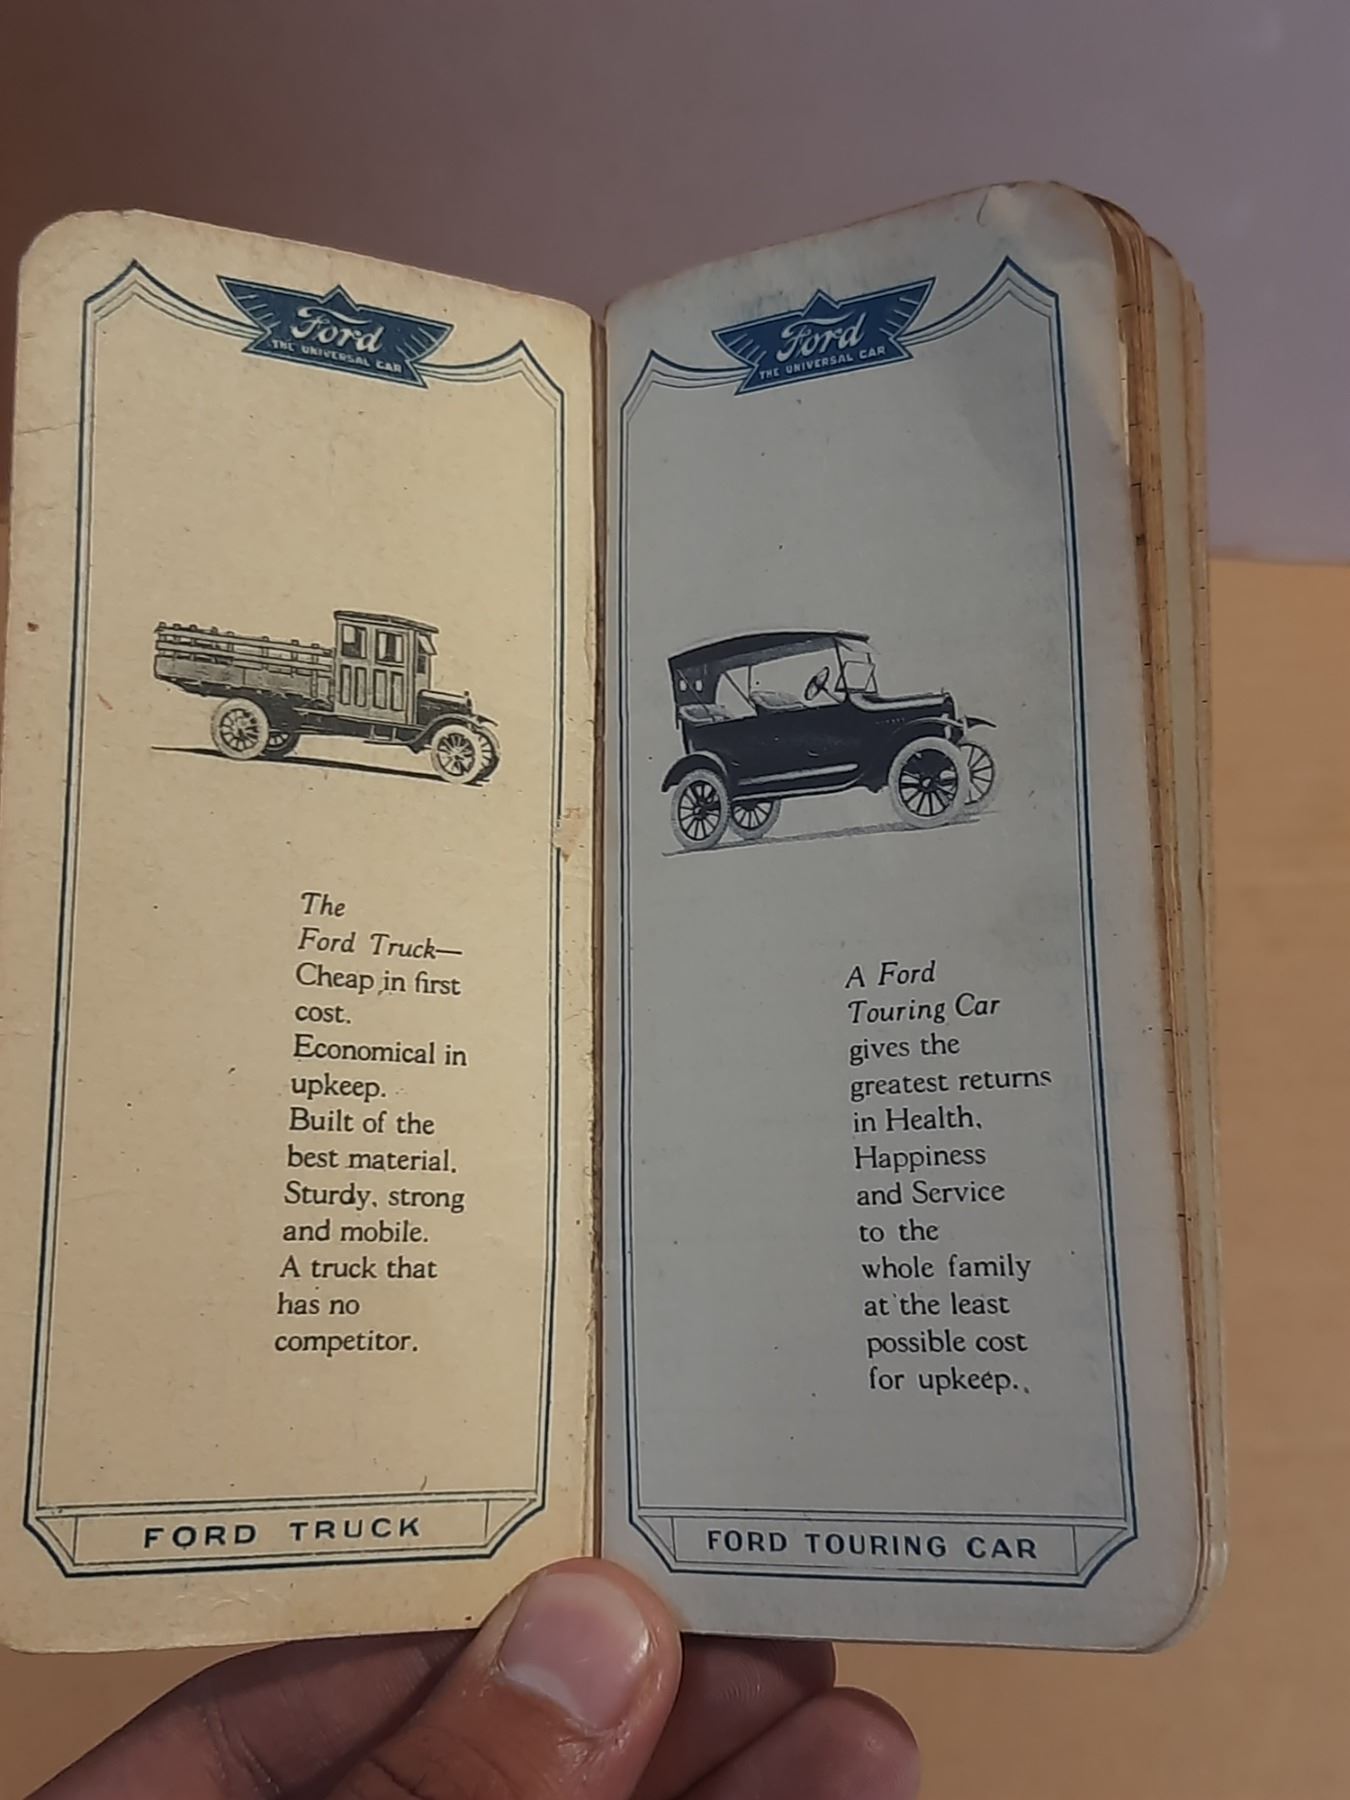 Ford
THE UNIVERSAL CAR
The
Ford Truck—
Cheap in first
cost.
Economical in
upkeep.
Built of the
best material.
Sturdy, strong
and mobile.
A truck that
has no
competitor.
FORD TRUCK
Ford
THE UNIVERSAL CAR
A Ford
Touring Car
gives the
greatest returns
in Health,
Happiness
and Service
to the
whole family
at the least
possible cost
for upkeep.
FORD TOURING CAR